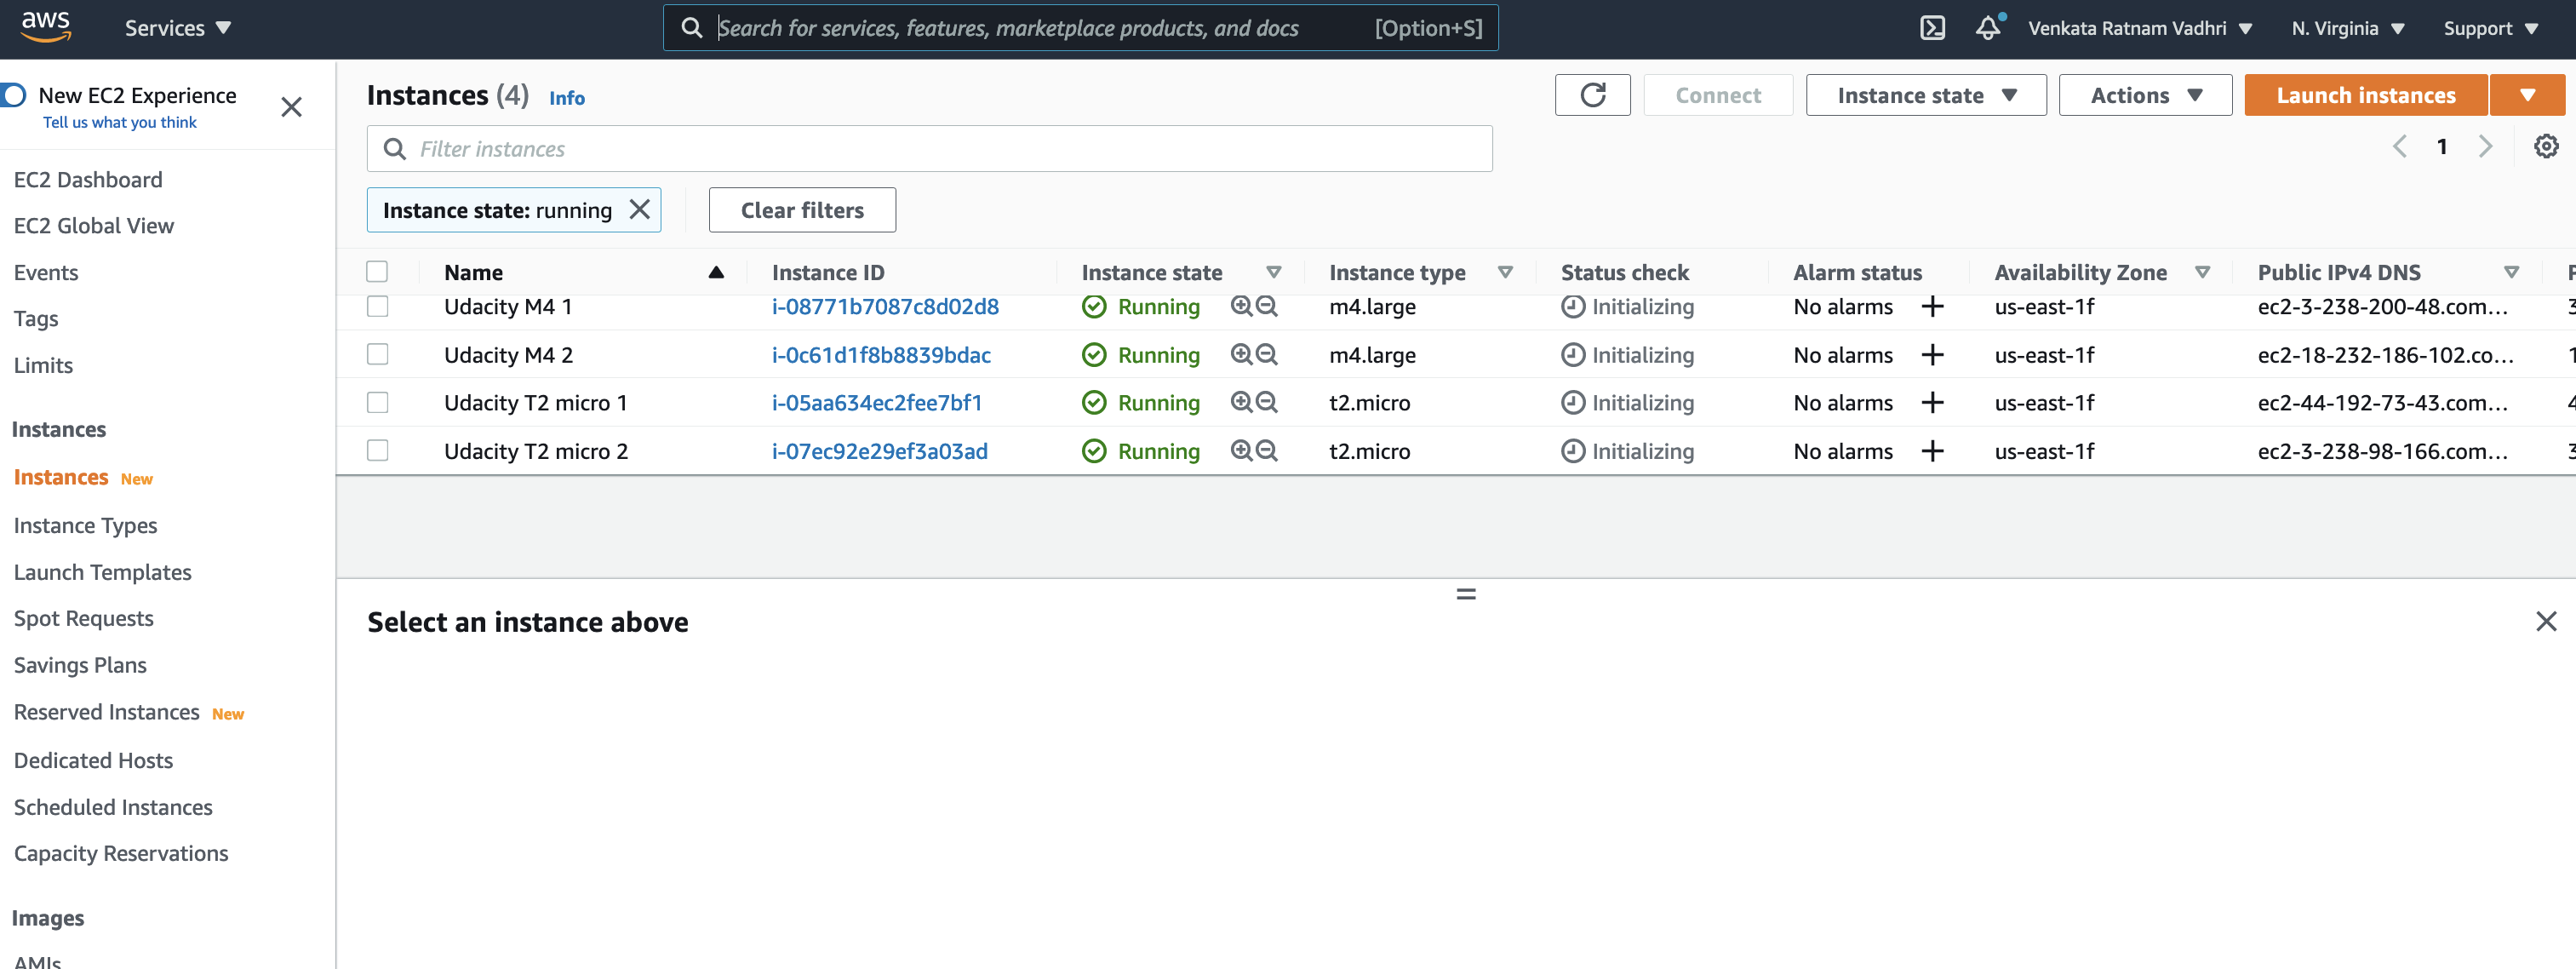 aws Services Search for services, features, marketplace products, and docs [Option+S] Venkata Ratnam Vadhri N. Virginia Support
New EC2 Experience
Tell us what you think
EC2 Dashboard
EC2 Global View
Events
Tags
Limits
Instances
Instances New
Instance Types
Launch Templates
Spot Requests
Savings Plans
Reserved Instances New
Dedicated Hosts
Scheduled Instances
Capacity Reservations
Images
AMIs
Instances (4) Info Connect Instance state Actions Launch instances
Filter instances 1
Instance state: running Clear filters
Name Instance ID Instance state Instance type Status check Alarm status Availability Zone Public IPv4 DNS
Udacity M4 1 i-08771b7087c8d02d8 Running m4.large Initializing No alarms us-east-1f ec2-3-238-200-48.com...
Udacity M4 2 i-0c61d1f8b8839bdac Running m4.large Initializing No alarms us-east-1f ec2-18-232-186-102.co...
Udacity T2 micro 1 i-05aa634ec2fee7bf1 Running t2.micro Initializing No alarms us-east-1f ec2-44-192-73-43.com...
Udacity T2 micro 2 i-07ec92e29ef3a03ad Running t2.micro Initializing No alarms us-east-1f ec2-3-238-98-166.com...
Select an instance above